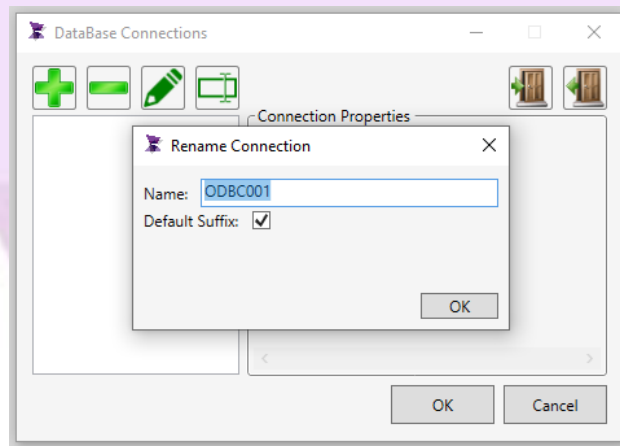 DataBase Connections
Connection Properties
Rename Connection
Name: ODBC001
Default Suffix:
OK
OK Cancel